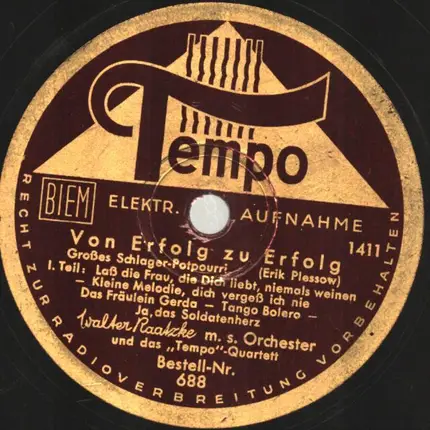 Tempo
BIEM ELEKTR. AUFNAHME
1411
Von Erfolg zu Erfolg
Großes Schlager-Potpourri (Erik Plessow)
I. Teil: Laß die Frau, die Dich liebt, niemals weinen
– Kleine Melodie, dich vergeß ich nie
Das Fräulein Gerda – Tango Bolero –
Ja, das Soldatenherz
Walter Raatzke m. s. Orchester
und das „Tempo"-Quartett
Bestell-Nr.
688
RECHT ZUR RADIOVERBREITUNG VORBEHALTEN